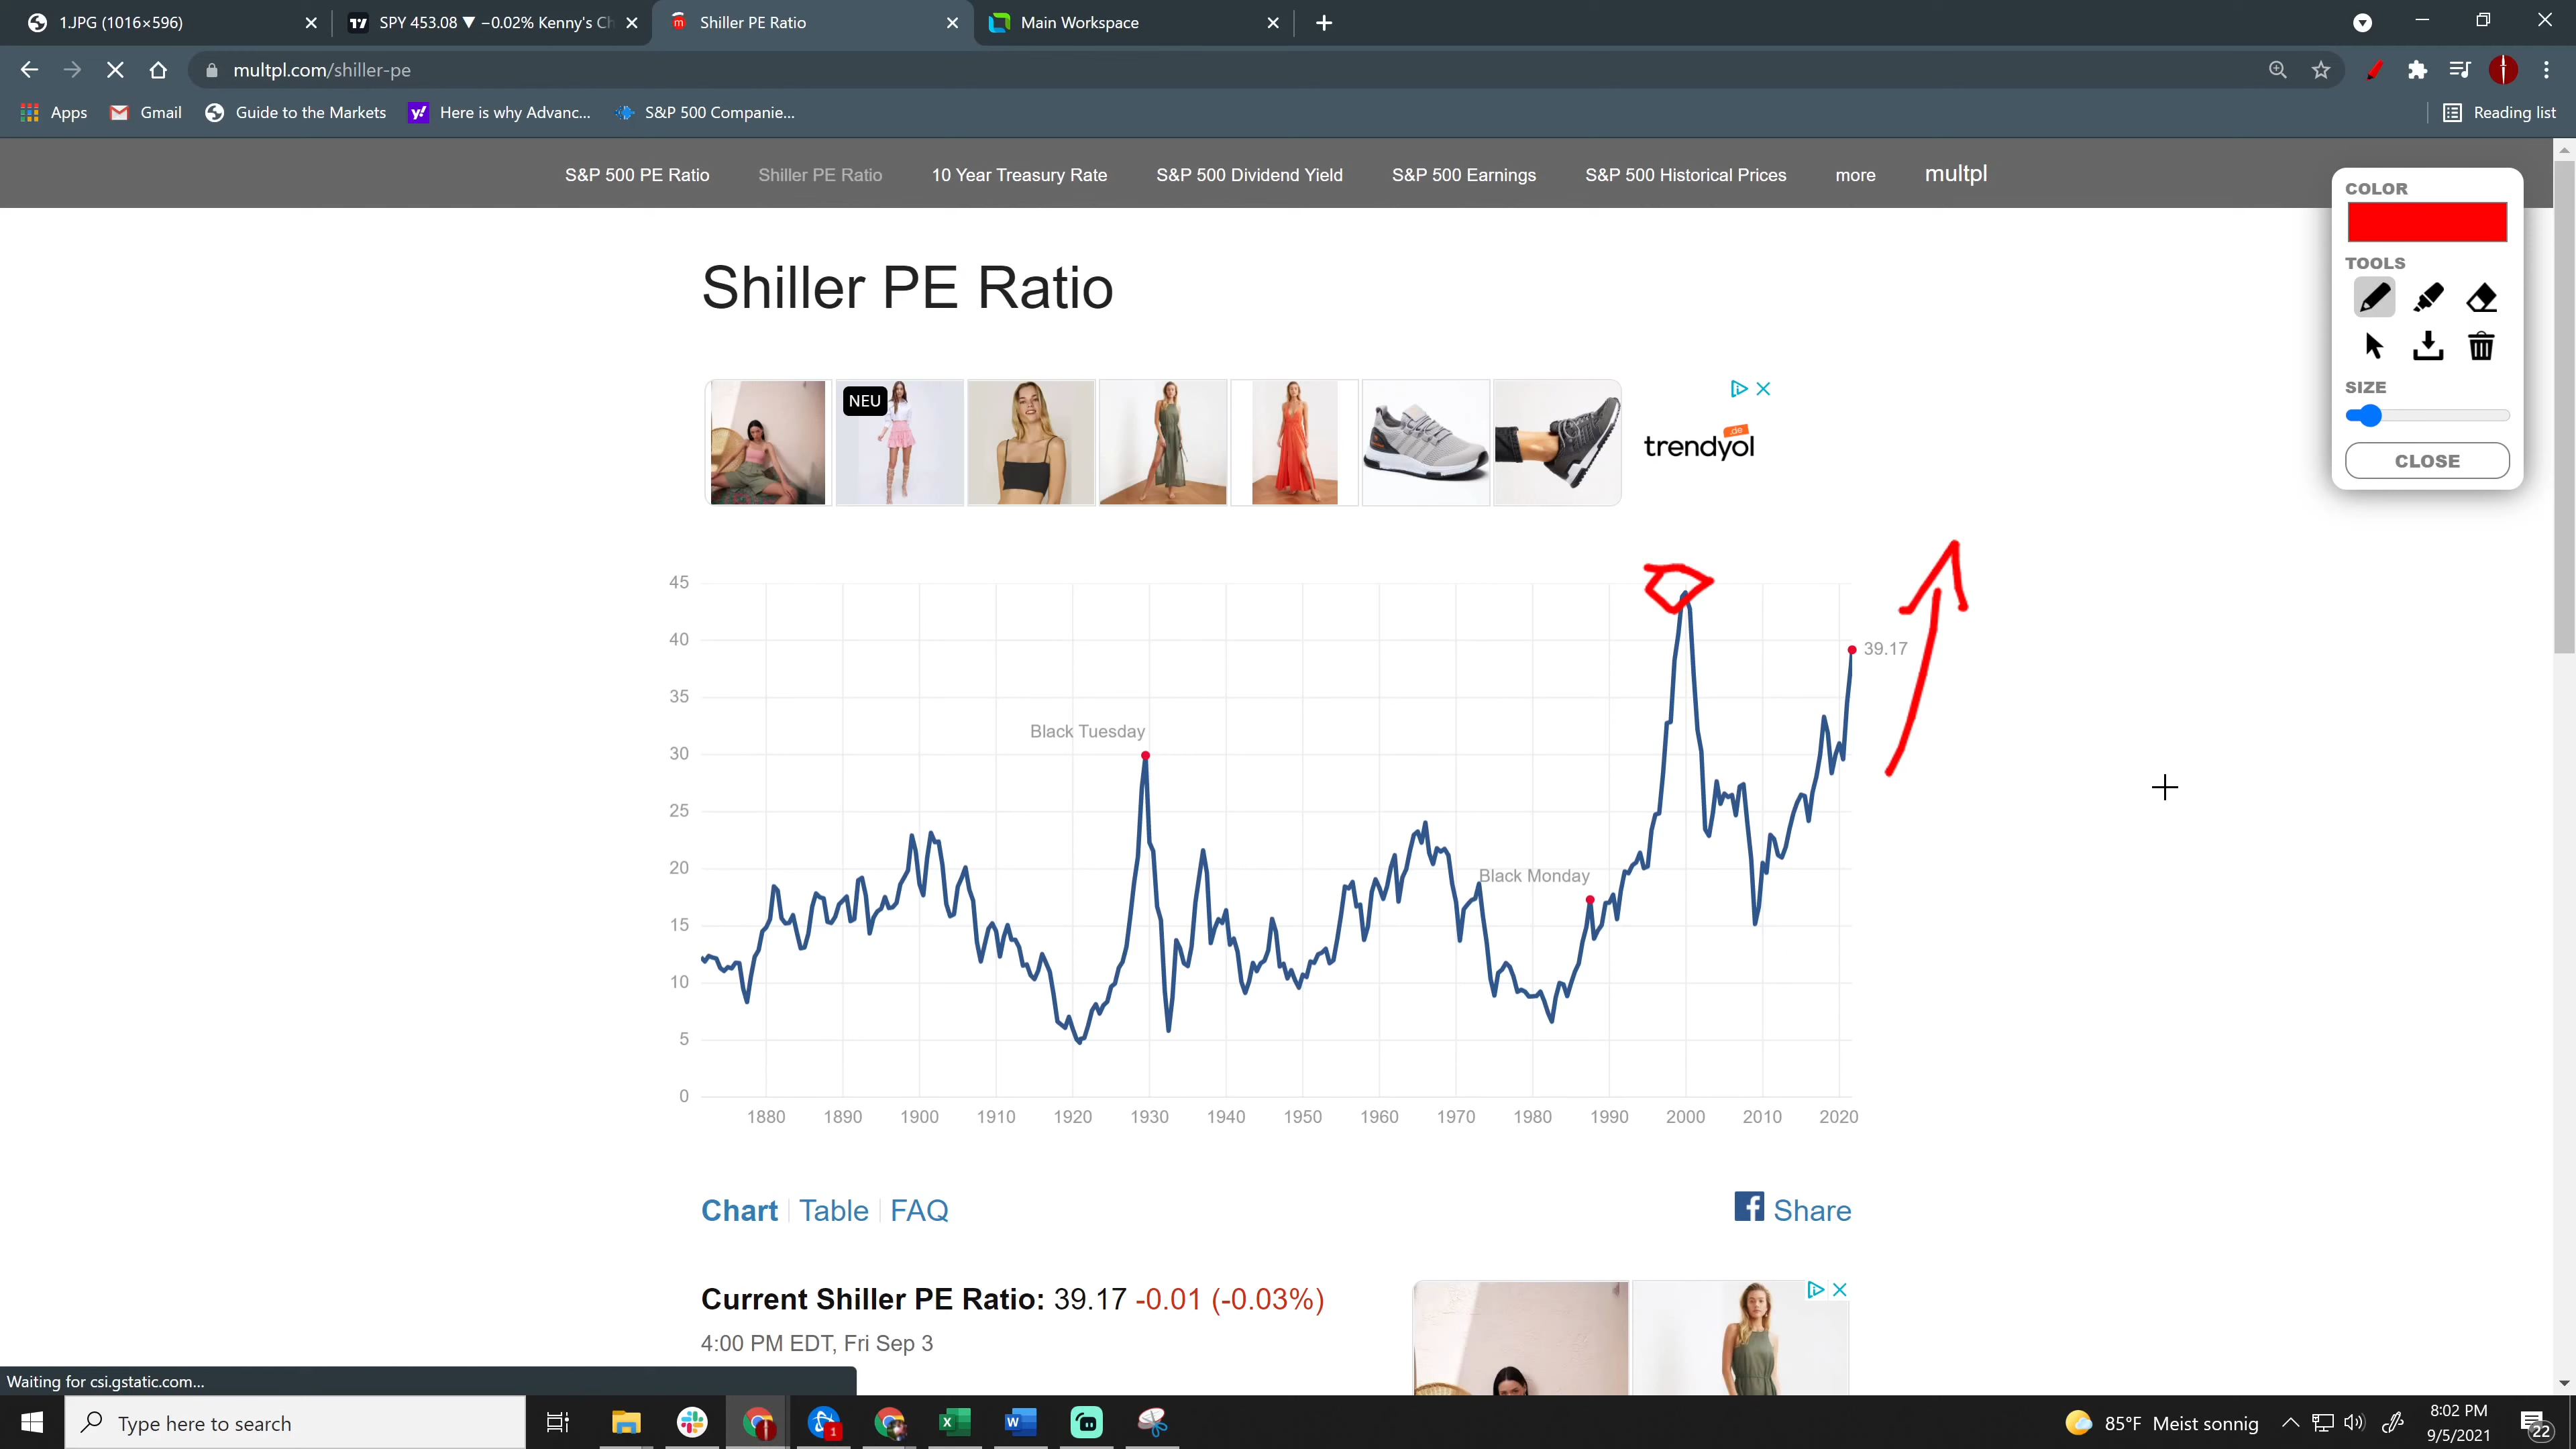 1.JPG (1016×596)
SPY 453.08 ▼ −0.02% Kenny's Ch
Shiller PE Ratio
Main Workspace
multpl.com/shiller-pe
Apps
Gmail
Guide to the Markets
Here is why Advanc...
S&P 500 Companie...
Reading list
S&P 500 PE Ratio
Shiller PE Ratio
10 Year Treasury Rate
S&P 500 Dividend Yield
S&P 500 Earnings
S&P 500 Historical Prices
more
multpl
COLOR
TOOLS
SIZE
CLOSE
Shiller PE Ratio
NEU
.de
trendyol
45
40
39.17
35
Black Tuesday
30
25
20
Black Monday
15
10
5
0
1880 1890 1900 1910 1920 1930 1940 1950 1960 1970 1980 1990 2000 2010 2020
Chart
Table
FAQ
Share
Current Shiller PE Ratio: 39.17 -0.01 (-0.03%)
4:00 PM EDT, Fri Sep 3
Waiting for csi.gstatic.com...
Type here to search
1
85°F Meist sonnig
8:02 PM
9/5/2021
22